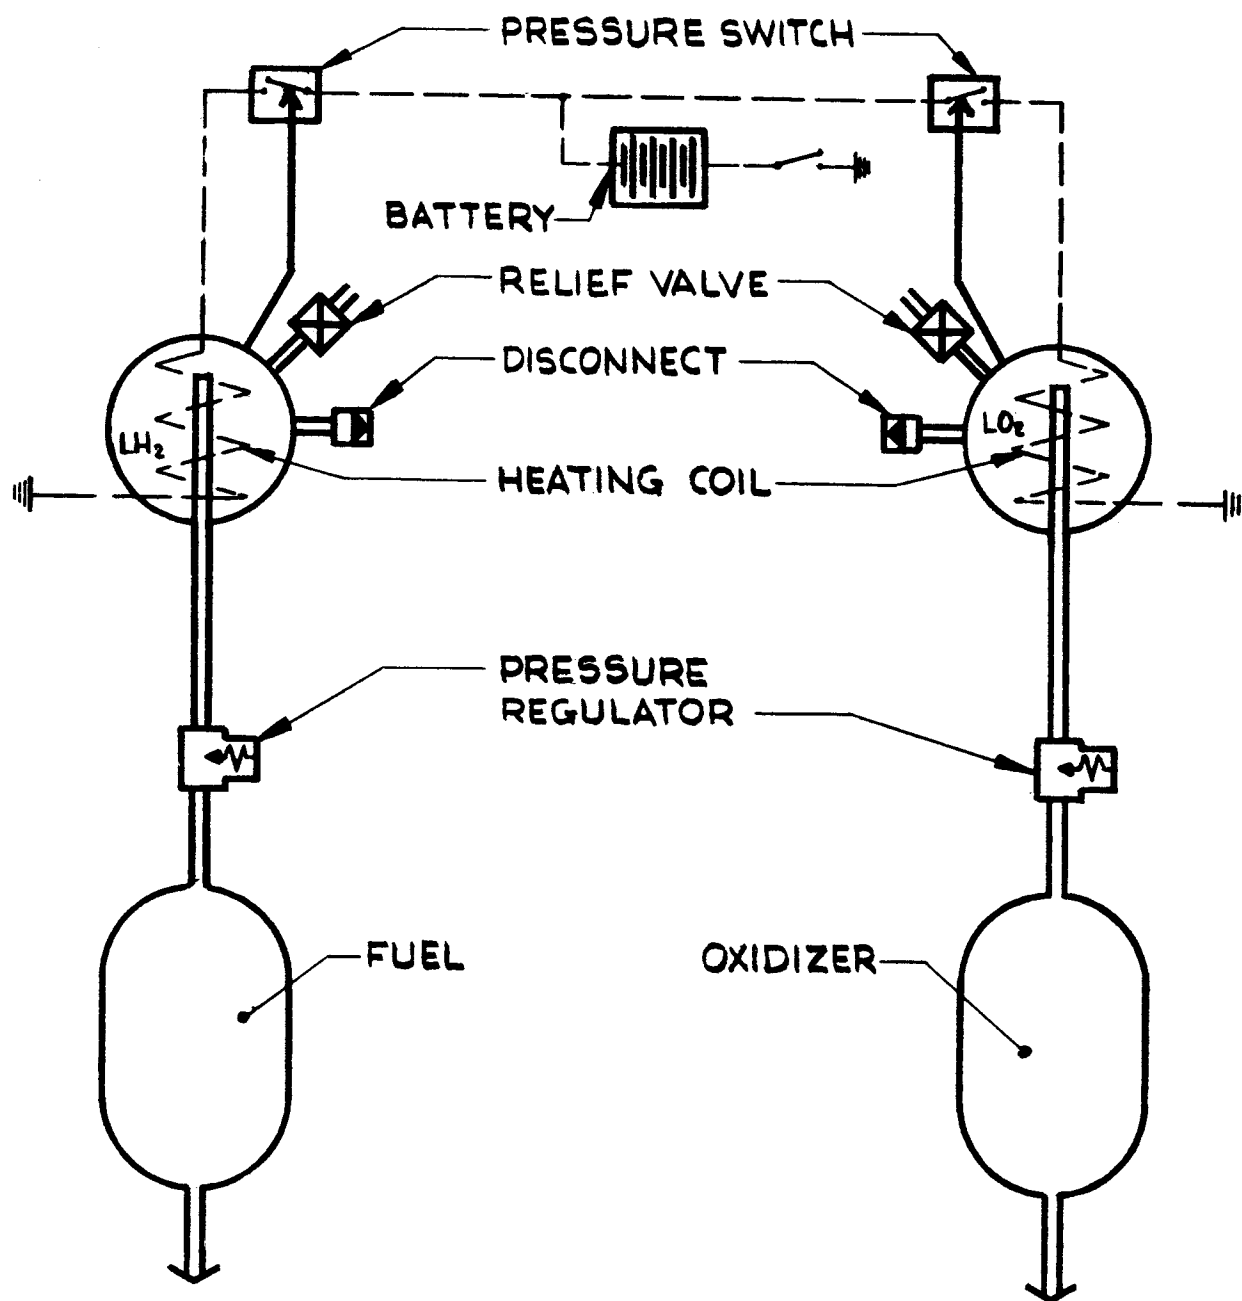 PRESSURE SWITCH
BATTERY
RELIEF VALVE
DISCONNECT
LH₂
LO₂
HEATING COIL
PRESSURE
REGULATOR
FUEL
OXIDIZER